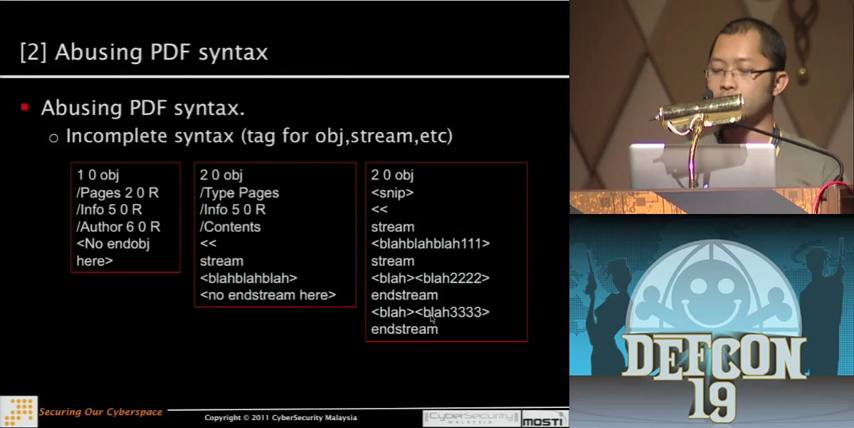 [2] Abusing PDF syntax
Abusing PDF syntax.
Incomplete syntax (tag for obj,stream,etc)
1 0 obj
/Pages 2 0 R
/Info 5 0 R
/Author 6 0 R
<No endobj
here>
2 0 obj
/Type Pages
/Info 5 0 R
/Contents
<<
stream
<blahblahblah>
<no endstream here>
2 0 obj
<snip>
<<
stream
<blahblahblah111>
stream
<blah><blah2222>
endstream
<blah><blah3333>
endstream
Securing Our Cyberspace
Copyright © 2011 CyberSecurity Malaysia
CyberSecurity
MALAYSIA
MOSTI
DEFCON
19